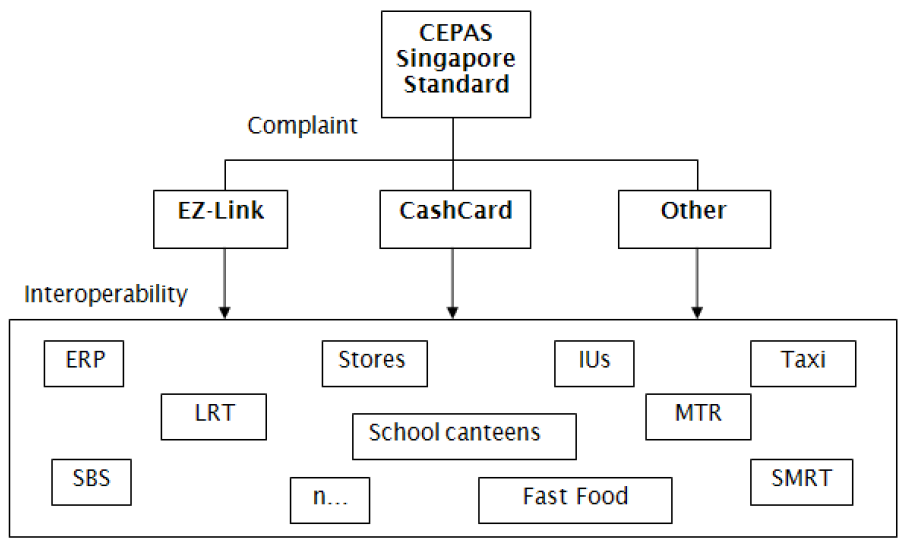 CEPAS
Singapore
Standard
Complaint
EZ-Link
CashCard
Other
Interoperability
ERP
Stores
IUs
Taxi
LRT
School canteens
MTR
SBS
n...
Fast Food
SMRT